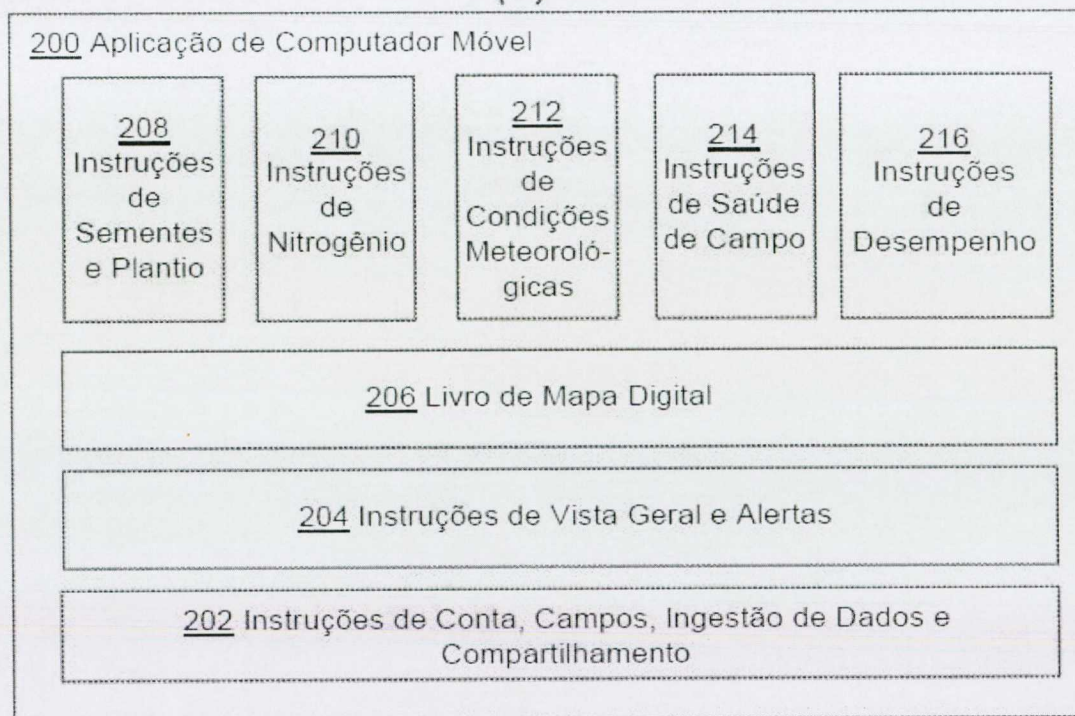 200 Aplicação de Computador Móvel
208
Instruções
de
Sementes
e Plantio
210
Instruções
de
Nitrogênio
212
Instruções
de
Condições
Meteoroló-
gicas
214
Instruções
de Saúde
de Campo
216
Instruções
de
Desempenho
206 Livro de Mapa Digital
204 Instruções de Vista Geral e Alertas
202 Instruções de Conta, Campos, Ingestão de Dados e
Compartilhamento